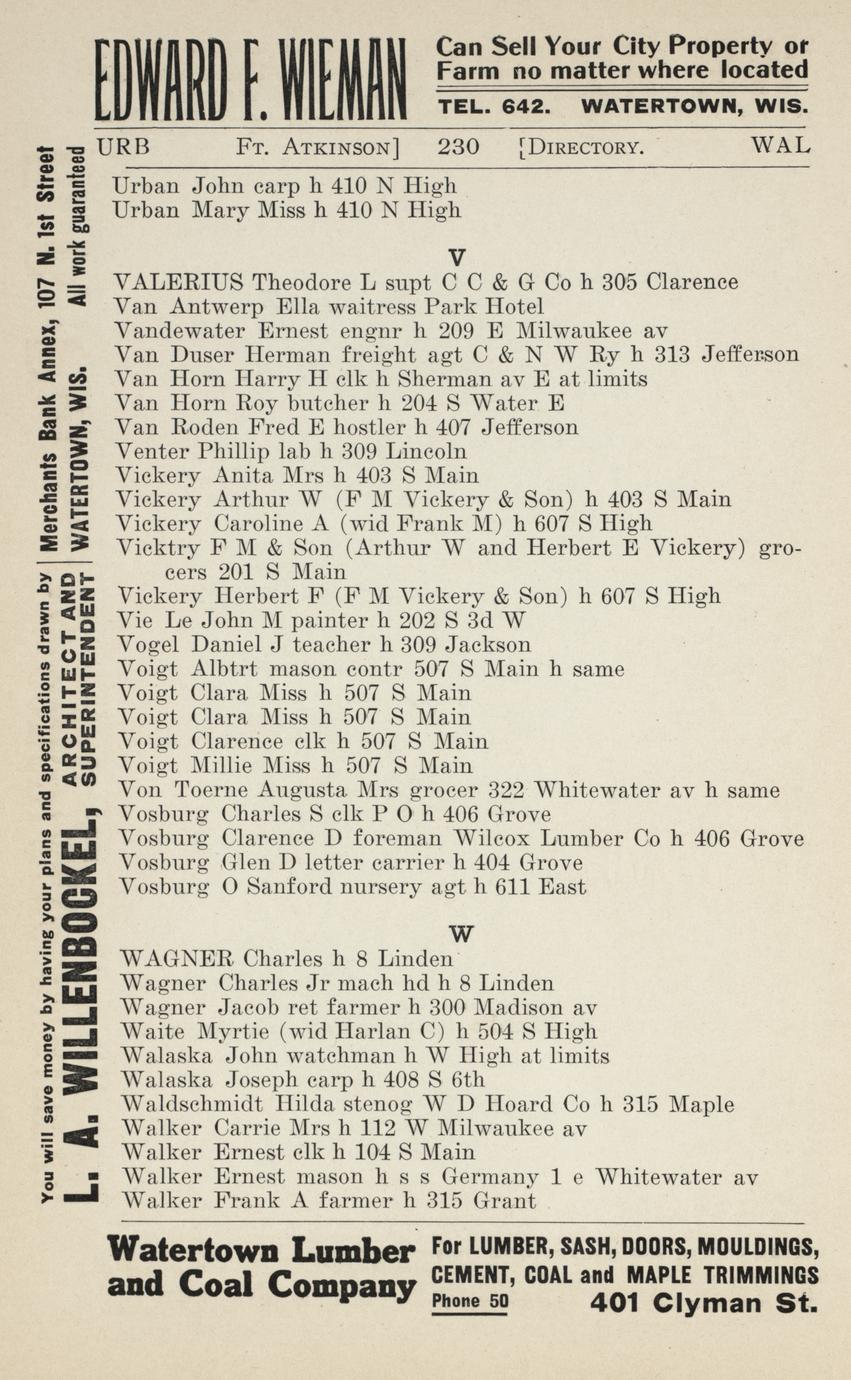 EDWARD F. WIEMAN
Can Sell Your City Property or
Farm no matter where located
TEL. 642. WATERTOWN, WIS.
URB Ft. Atkinson] 230 [Directory. WAL
Urban John carp h 410 N High
Urban Mary Miss h 410 N High
V
VALERIUS Theodore L supt C C & G Co h 305 Clarence
Van Antwerp Ella waitress Park Hotel
Vandewater Ernest engnr h 209 E Milwaukee av
Van Duser Herman freight agt C & N W Ry h 313 Jefferson
Van Horn Harry H clk h Sherman av E at limits
Van Horn Roy butcher h 204 S Water E
Van Roden Fred E hostler h 407 Jefferson
Venter Phillip lab h 309 Lincoln
Vickery Anita Mrs h 403 S Main
Vickery Arthur W (F M Vickery & Son) h 403 S Main
Vickery Caroline A (wid Frank M) h 607 S High
Vicktry F M & Son (Arthur W and Herbert E Vickery) gro-
cers 201 S Main
Vickery Herbert F (F M Vickery & Son) h 607 S High
Vie Le John M painter h 202 S 3d W
Vogel Daniel J teacher h 309 Jackson
Voigt Albtrt mason contr 507 S Main h same
Voigt Clara Miss h 507 S Main
Voigt Clara Miss h 507 S Main
Voigt Clarence clk h 507 S Main
Voigt Millie Miss h 507 S Main
Von Toerne Augusta Mrs grocer 322 Whitewater av h same
Vosburg Charles S clk P O h 406 Grove
Vosburg Clarence D foreman Wilcox Lumber Co h 406 Grove
Vosburg Glen D letter carrier h 404 Grove
Vosburg O Sanford nursery agt h 611 East
W
WAGNER Charles h 8 Linden
Wagner Charles Jr mach hd h 8 Linden
Wagner Jacob ret farmer h 300 Madison av
Waite Myrtie (wid Harlan C) h 504 S High
Walaska John watchman h W High at limits
Walaska Joseph carp h 408 S 6th
Waldschmidt Hilda stenog W D Hoard Co h 315 Maple
Walker Carrie Mrs h 112 W Milwaukee av
Walker Ernest clk h 104 S Main
Walker Ernest mason h s s Germany 1 e Whitewater av
Walker Frank A farmer h 315 Grant
You will save money by having your plans and specifications drawn by
L. A. WILLENBOCKEL,
ARCHITECT AND
SUPERINTENDENT
Merchants Bank Annex, 107 N. 1st Street
WATERTOWN, WIS. All work guaranteed
Watertown Lumber
and Coal Company
For LUMBER, SASH, DOORS, MOULDINGS,
CEMENT, COAL and MAPLE TRIMMINGS
Phone 50 401 Clyman St.